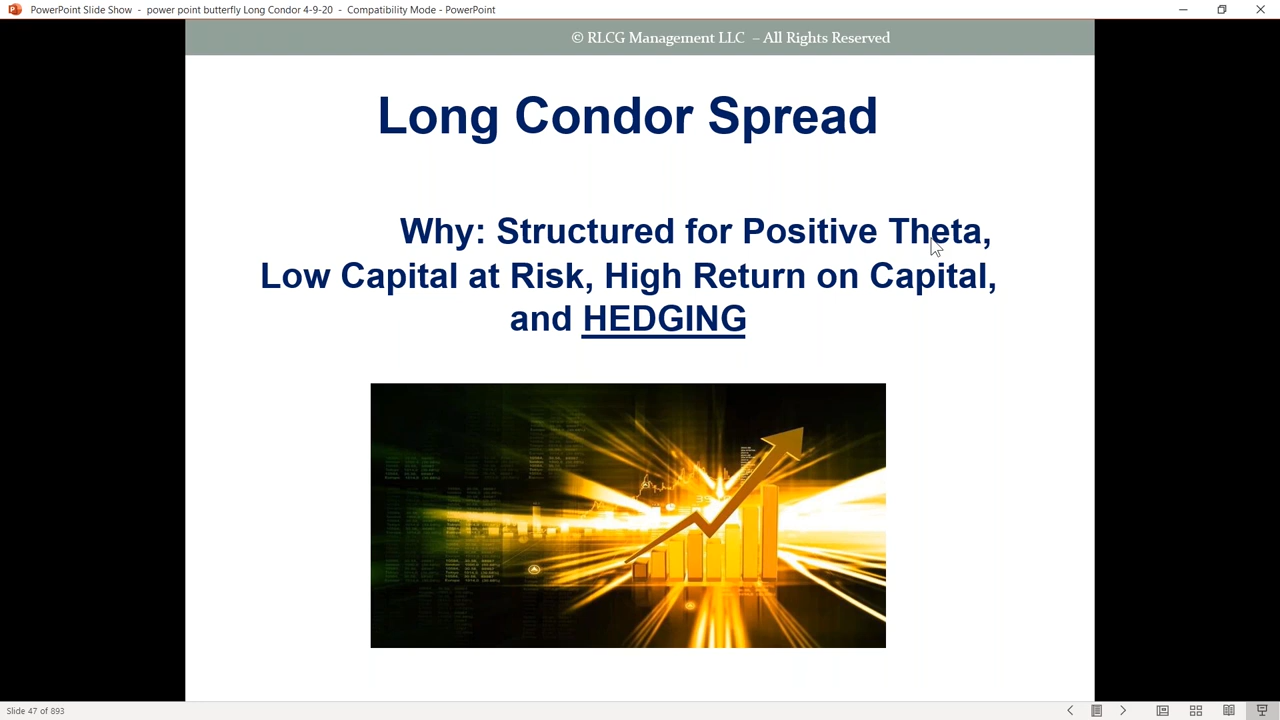 PowerPoint Slide Show - power point butterfly Long Condor 4-9-20 - Compatibility Mode - PowerPoint
© RLCG Management LLC – All Rights Reserved
Long Condor Spread
Why: Structured for Positive Theta,
Low Capital at Risk, High Return on Capital,
and HEDGING
Slide 47 of 893